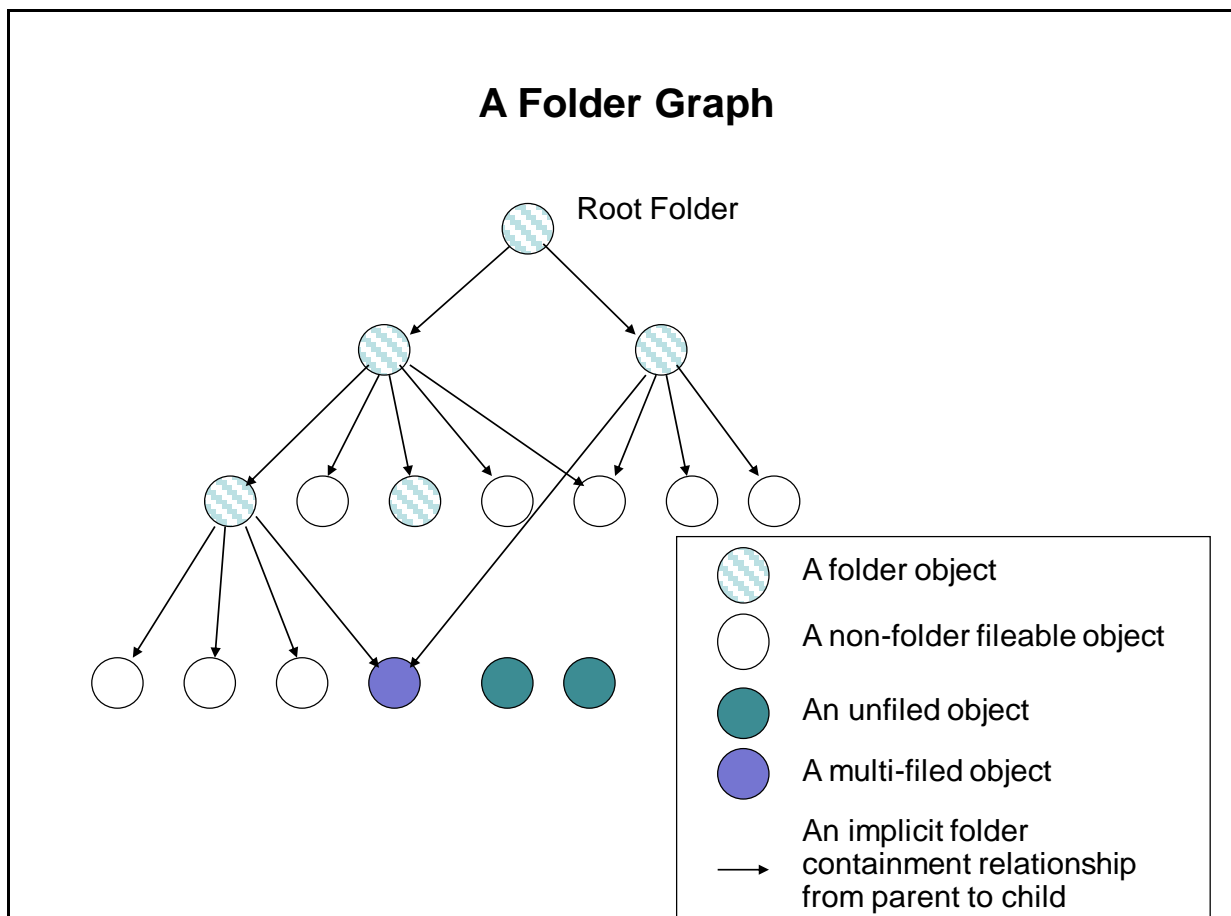 A Folder Graph
Root Folder
A folder object
A non-folder fileable object
An unfiled object
A multi-filed object
An implicit folder
containment relationship
from parent to child